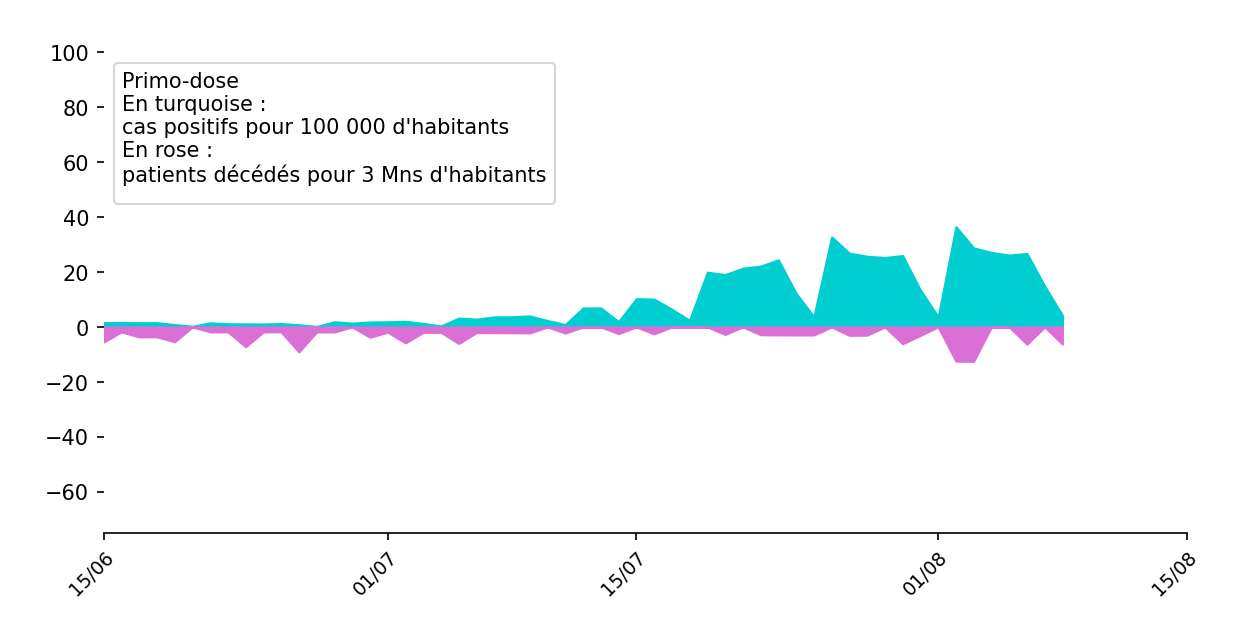 100
80
60
40
20
0
−20
−40
−60
Primo-dose
En turquoise :
cas positifs pour 100 000 d'habitants
En rose :
patients décédés pour 3 Mns d'habitants
15/06
01/07
15/07
01/08
15/08